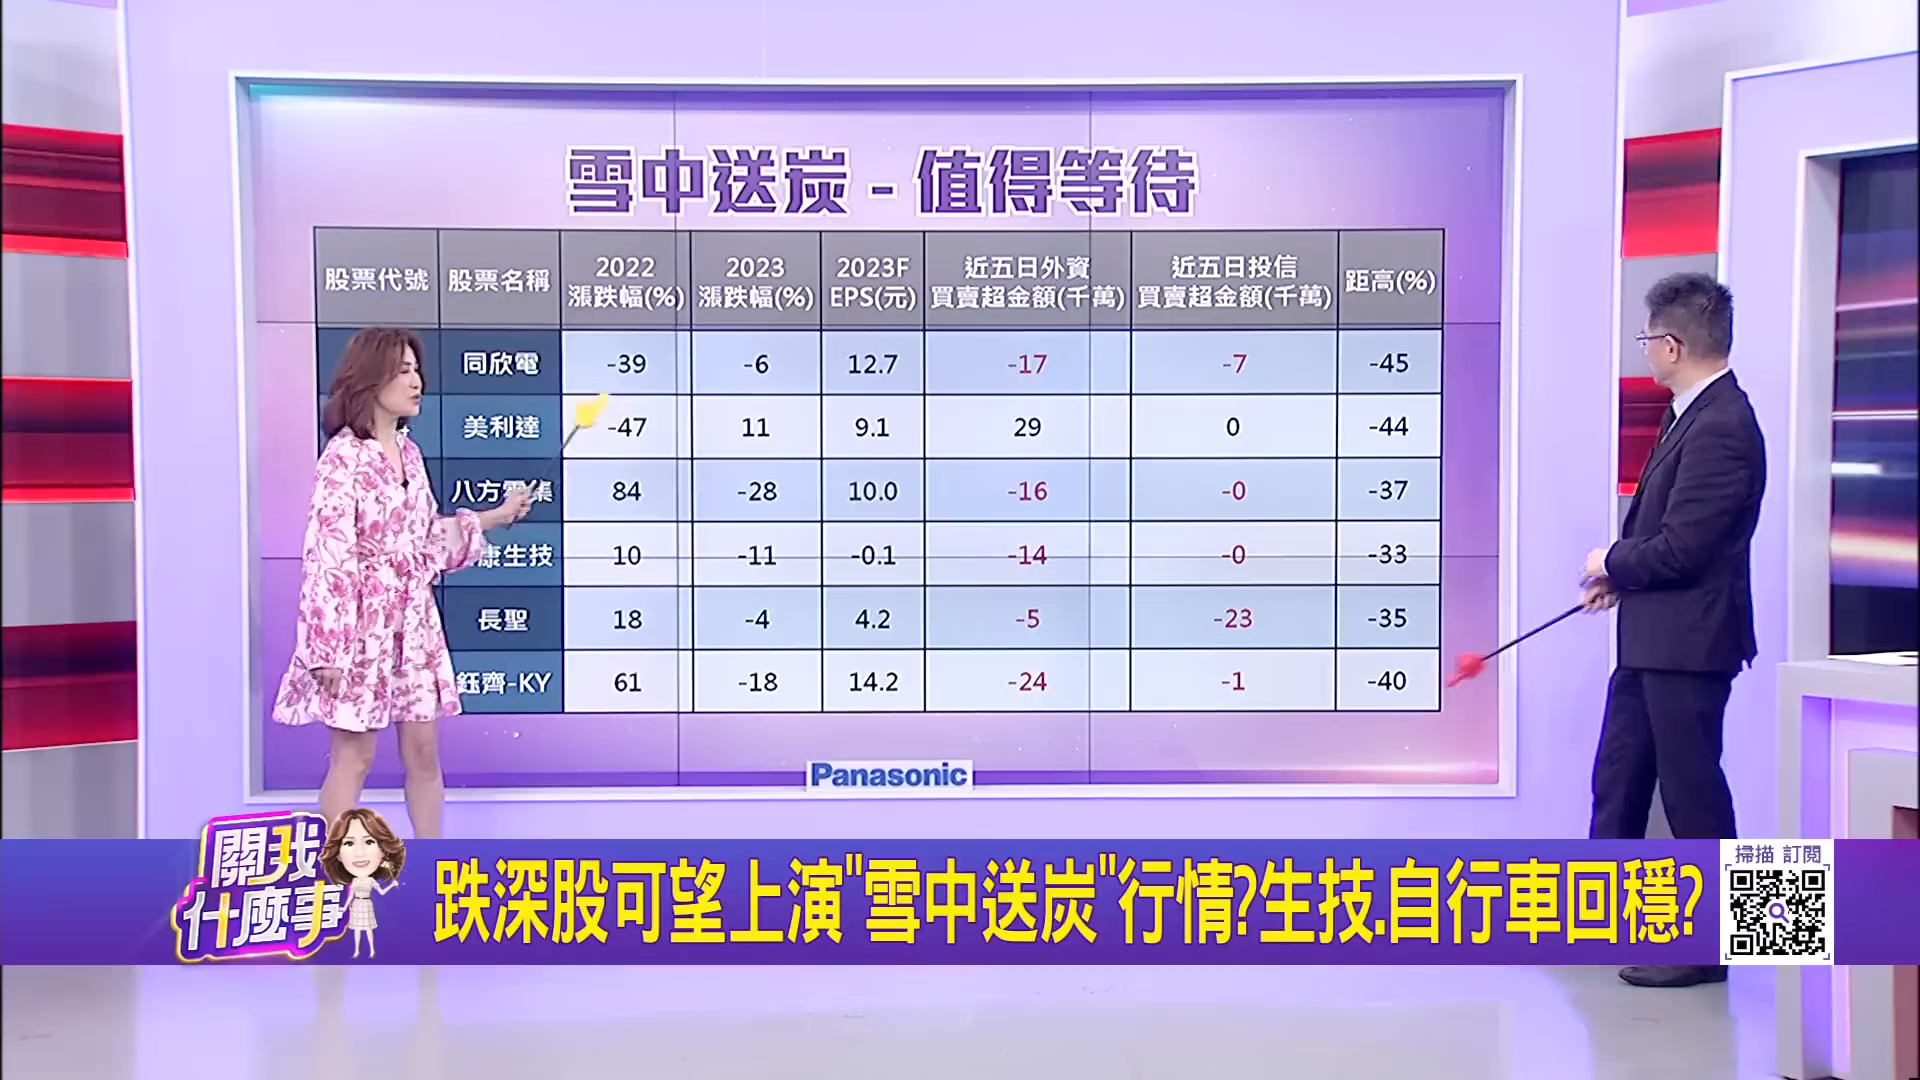 雪中送炭 - 值得等待
股票代號 股票名稱 2022 漲跌幅(%) 2023 漲跌幅(%) 2023F EPS(元) 近五日外資 買賣超金額(千萬) 近五日投信 買賣超金額(千萬) 距高(%)
同欣電 -39 -6 12.7 -17 -7 -45
美利達 -47 11 9.1 29 0 -44
八方 84 -28 10.0 -16 -0 -37
康生技 10 -11 -0.1 -14 -0 -33
長聖 18 -4 4.2 -5 -23 -35
鈺齊-KY 61 -18 14.2 -24 -1 -40
Panasonic
關我
什麼事
跌深股可望上演"雪中送炭"行情?生技.自行車回穩?
掃描 訂閱